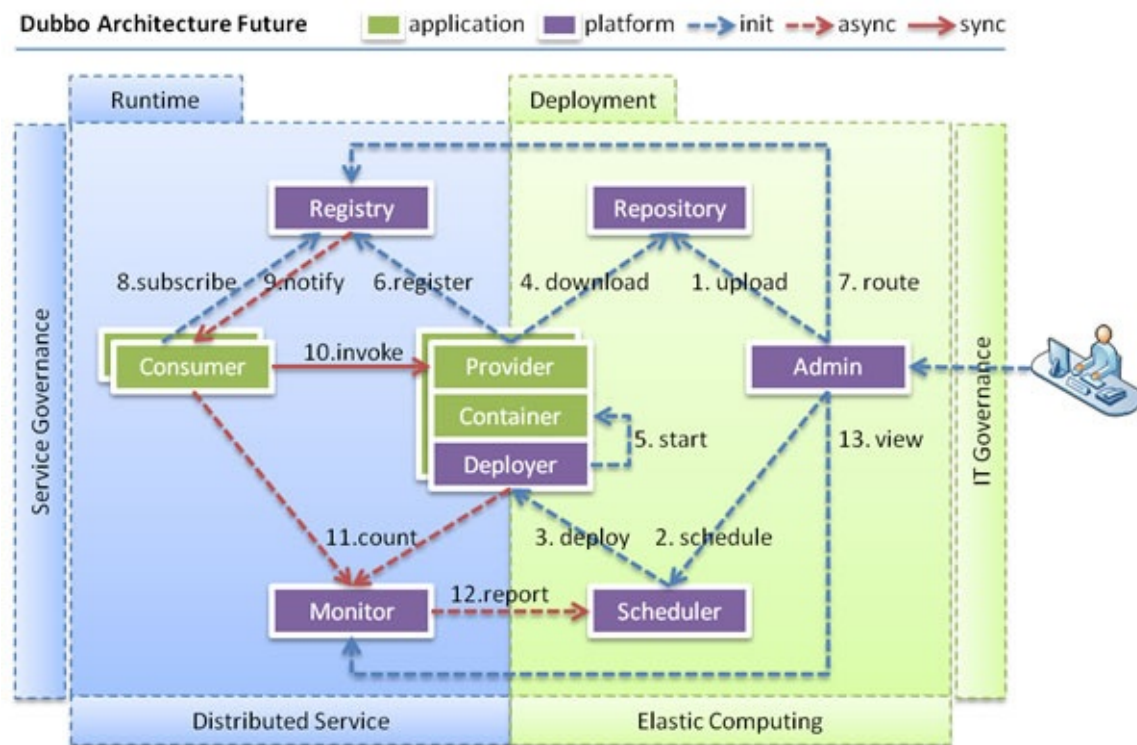 Dubbo Architecture Future
application
platform
init
async
sync
Runtime
Deployment
Registry
Repository
8.subscribe
9.notify
6.register
4. download
1. upload
7. route
Consumer
10.invoke
Provider
Admin
Container
Deployer
5. start
13. view
Service Governance
IT Governance
11.count
3. deploy
2. schedule
Monitor
12.report
Scheduler
Distributed Service
Elastic Computing